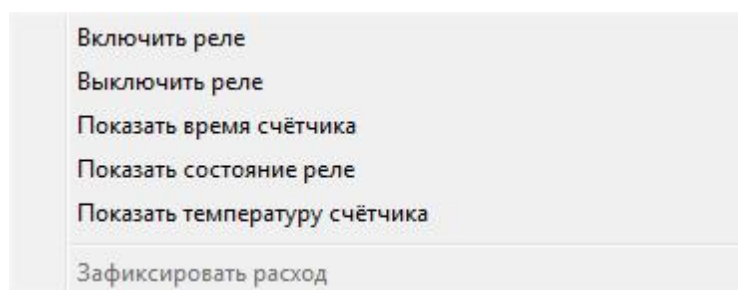 Включить реле
Выключить реле
Показать время счётчика
Показать состояние реле
Показать температуру счётчика
Зафиксировать расход